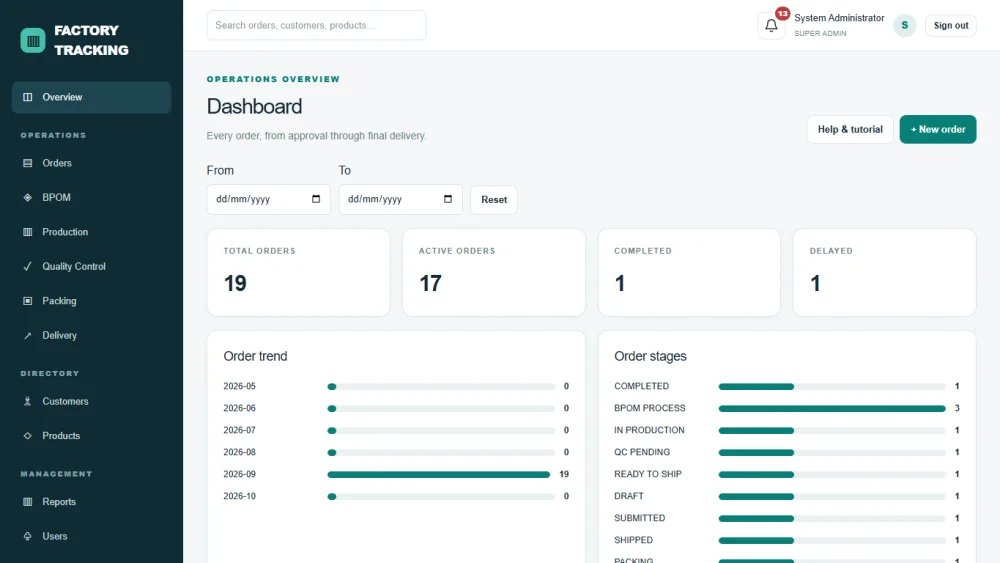 FACTORY
TRACKING
Overview
OPERATIONS
Orders
BPOM
Production
Quality Control
Packing
Delivery
DIRECTORY
Customers
Products
MANAGEMENT
Reports
Users
Search orders, customers, products...
13
System Administrator
SUPER ADMIN
S
Sign out
OPERATIONS OVERVIEW
Dashboard
Every order, from approval through final delivery.
Help & tutorial
+ New order
From
To
dd/mm/yyyy
dd/mm/yyyy
Reset
TOTAL ORDERS
19
ACTIVE ORDERS
17
COMPLETED
1
DELAYED
1
Order trend
2026-05 0
2026-06 0
2026-07 0
2026-08 0
2026-09 19
2026-10 0
Order stages
COMPLETED 1
BPOM PROCESS 3
IN PRODUCTION 1
QC PENDING 1
READY TO SHIP 1
DRAFT 1
SUBMITTED 1
SHIPPED 1
PACKING 1